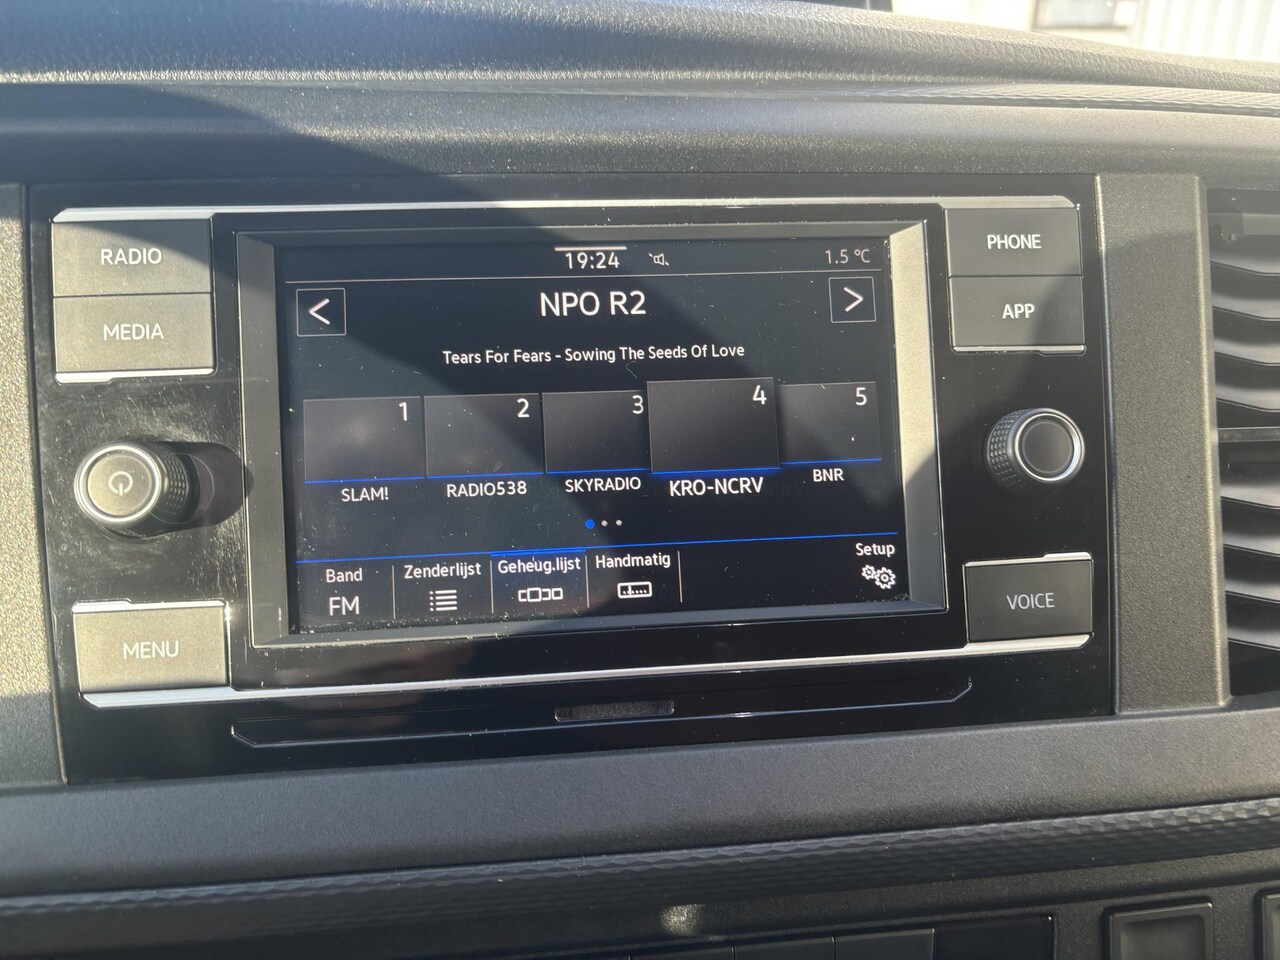 RADIO
MEDIA
MENU
19:24
1.5 °C
<
NPO R2
>
Tears For Fears - Sowing The Seeds Of Love
1 2 3 4 5
SLAM! RADIO538 SKYRADIO KRO-NCRV BNR
Band Zenderlijst Geheug.lijst Handmatig Setup
FM
PHONE
APP
VOICE